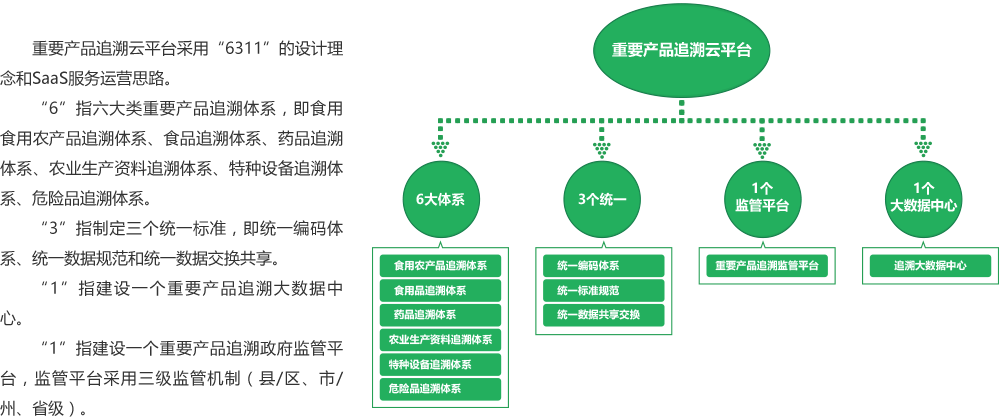 重要产品追溯云平台采用“6311”的设计理
念和SaaS服务运营思路。
“6”指六大类重要产品追溯体系，即食用
食用农产品追溯体系、食品追溯体系、药品追溯
体系、农业生产资料追溯体系、特种设备追溯体
系、危险品追溯体系。
“3”指制定三个统一标准，即统一编码体
系、统一数据规范和统一数据交换共享。
“1”指建设一个重要产品追溯大数据中
心。
“1”指建设一个重要产品追溯政府监管平
台，监管平台采用三级监管机制（县/区、市/
州、省级）。
重要产品追溯云平台
6大体系
食用农产品追溯体系
食用品追溯体系
药品追溯体系
农业生产资料追溯体系
特种设备追溯体系
危险品追溯体系
3个统一
统一编码体系
统一标准规范
统一数据共享交换
1个
监管平台
重要产品追溯监管平台
1个
大数据中心
追溯大数据中心